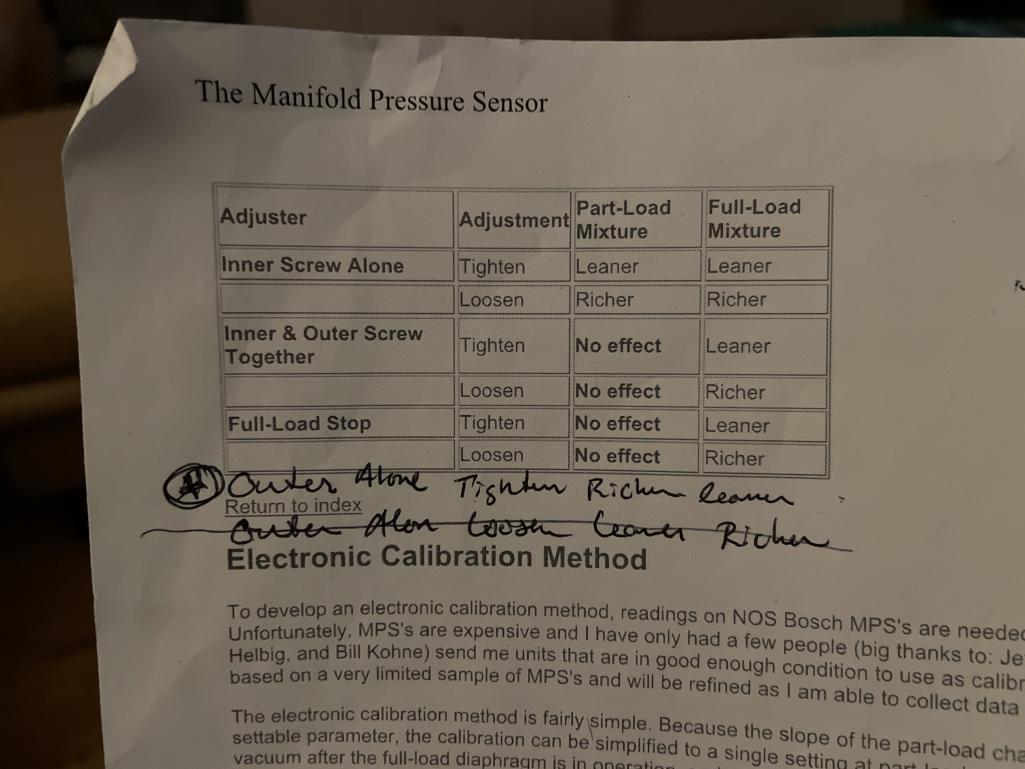 The Manifold Pressure Sensor
Adjuster Adjustment Part-Load Mixture Full-Load Mixture
Inner Screw Alone Tighten Leaner Leaner
Loosen Richer Richer
Inner & Outer Screw Together Tighten No effect Leaner
Loosen No effect Richer
Full-Load Stop Tighten No effect Leaner
Loosen No effect Richer
Outer Alone Tighten Richer leaner
Return to index
Outer Alon Loosen leaner Richer
Electronic Calibration Method
To develop an electronic calibration method, readings on NOS Bosch MPS's are
Unfortunately, MPS's are expensive and I have only had a few people (big thanks to:
Helbig, and Bill Kohne) send me units that are in good enough condition to use as
based on a very limited sample of MPS's and will be refined as I am able to collect data
The electronic calibration method is fairly simple. Because the slope of the part-load
settable parameter, the calibration can be simplified to a single setting at
vacuum after the full-load diaphragm is in